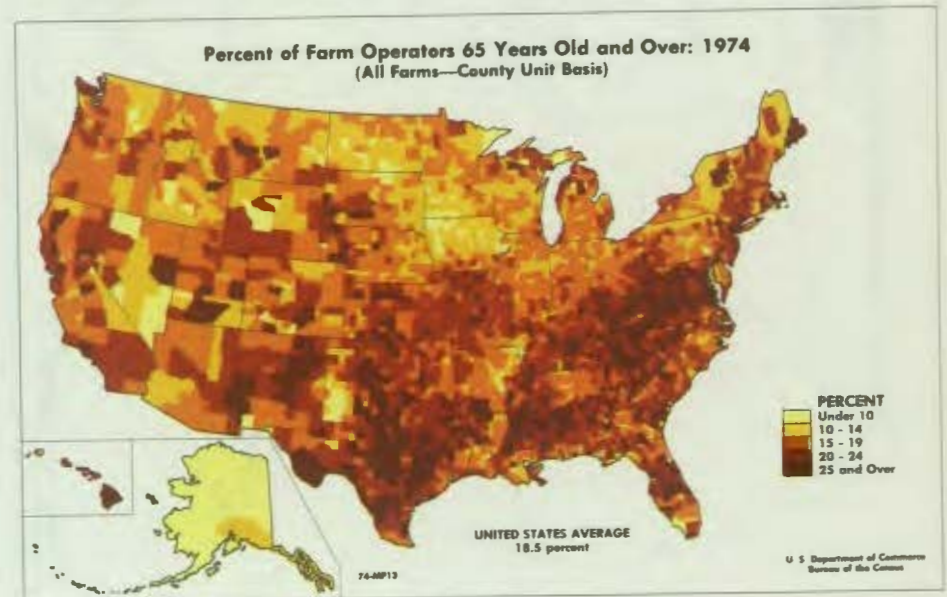 Percent of Farm Operators 65 Years Old and Over: 1974
(All Farms—County Unit Basis)
PERCENT
Under 10
10 - 14
15 - 19
20 - 24
25 and Over
UNITED STATES AVERAGE
18.5 percent
74-MP13
U S Department of Commerce
Bureau of the Census